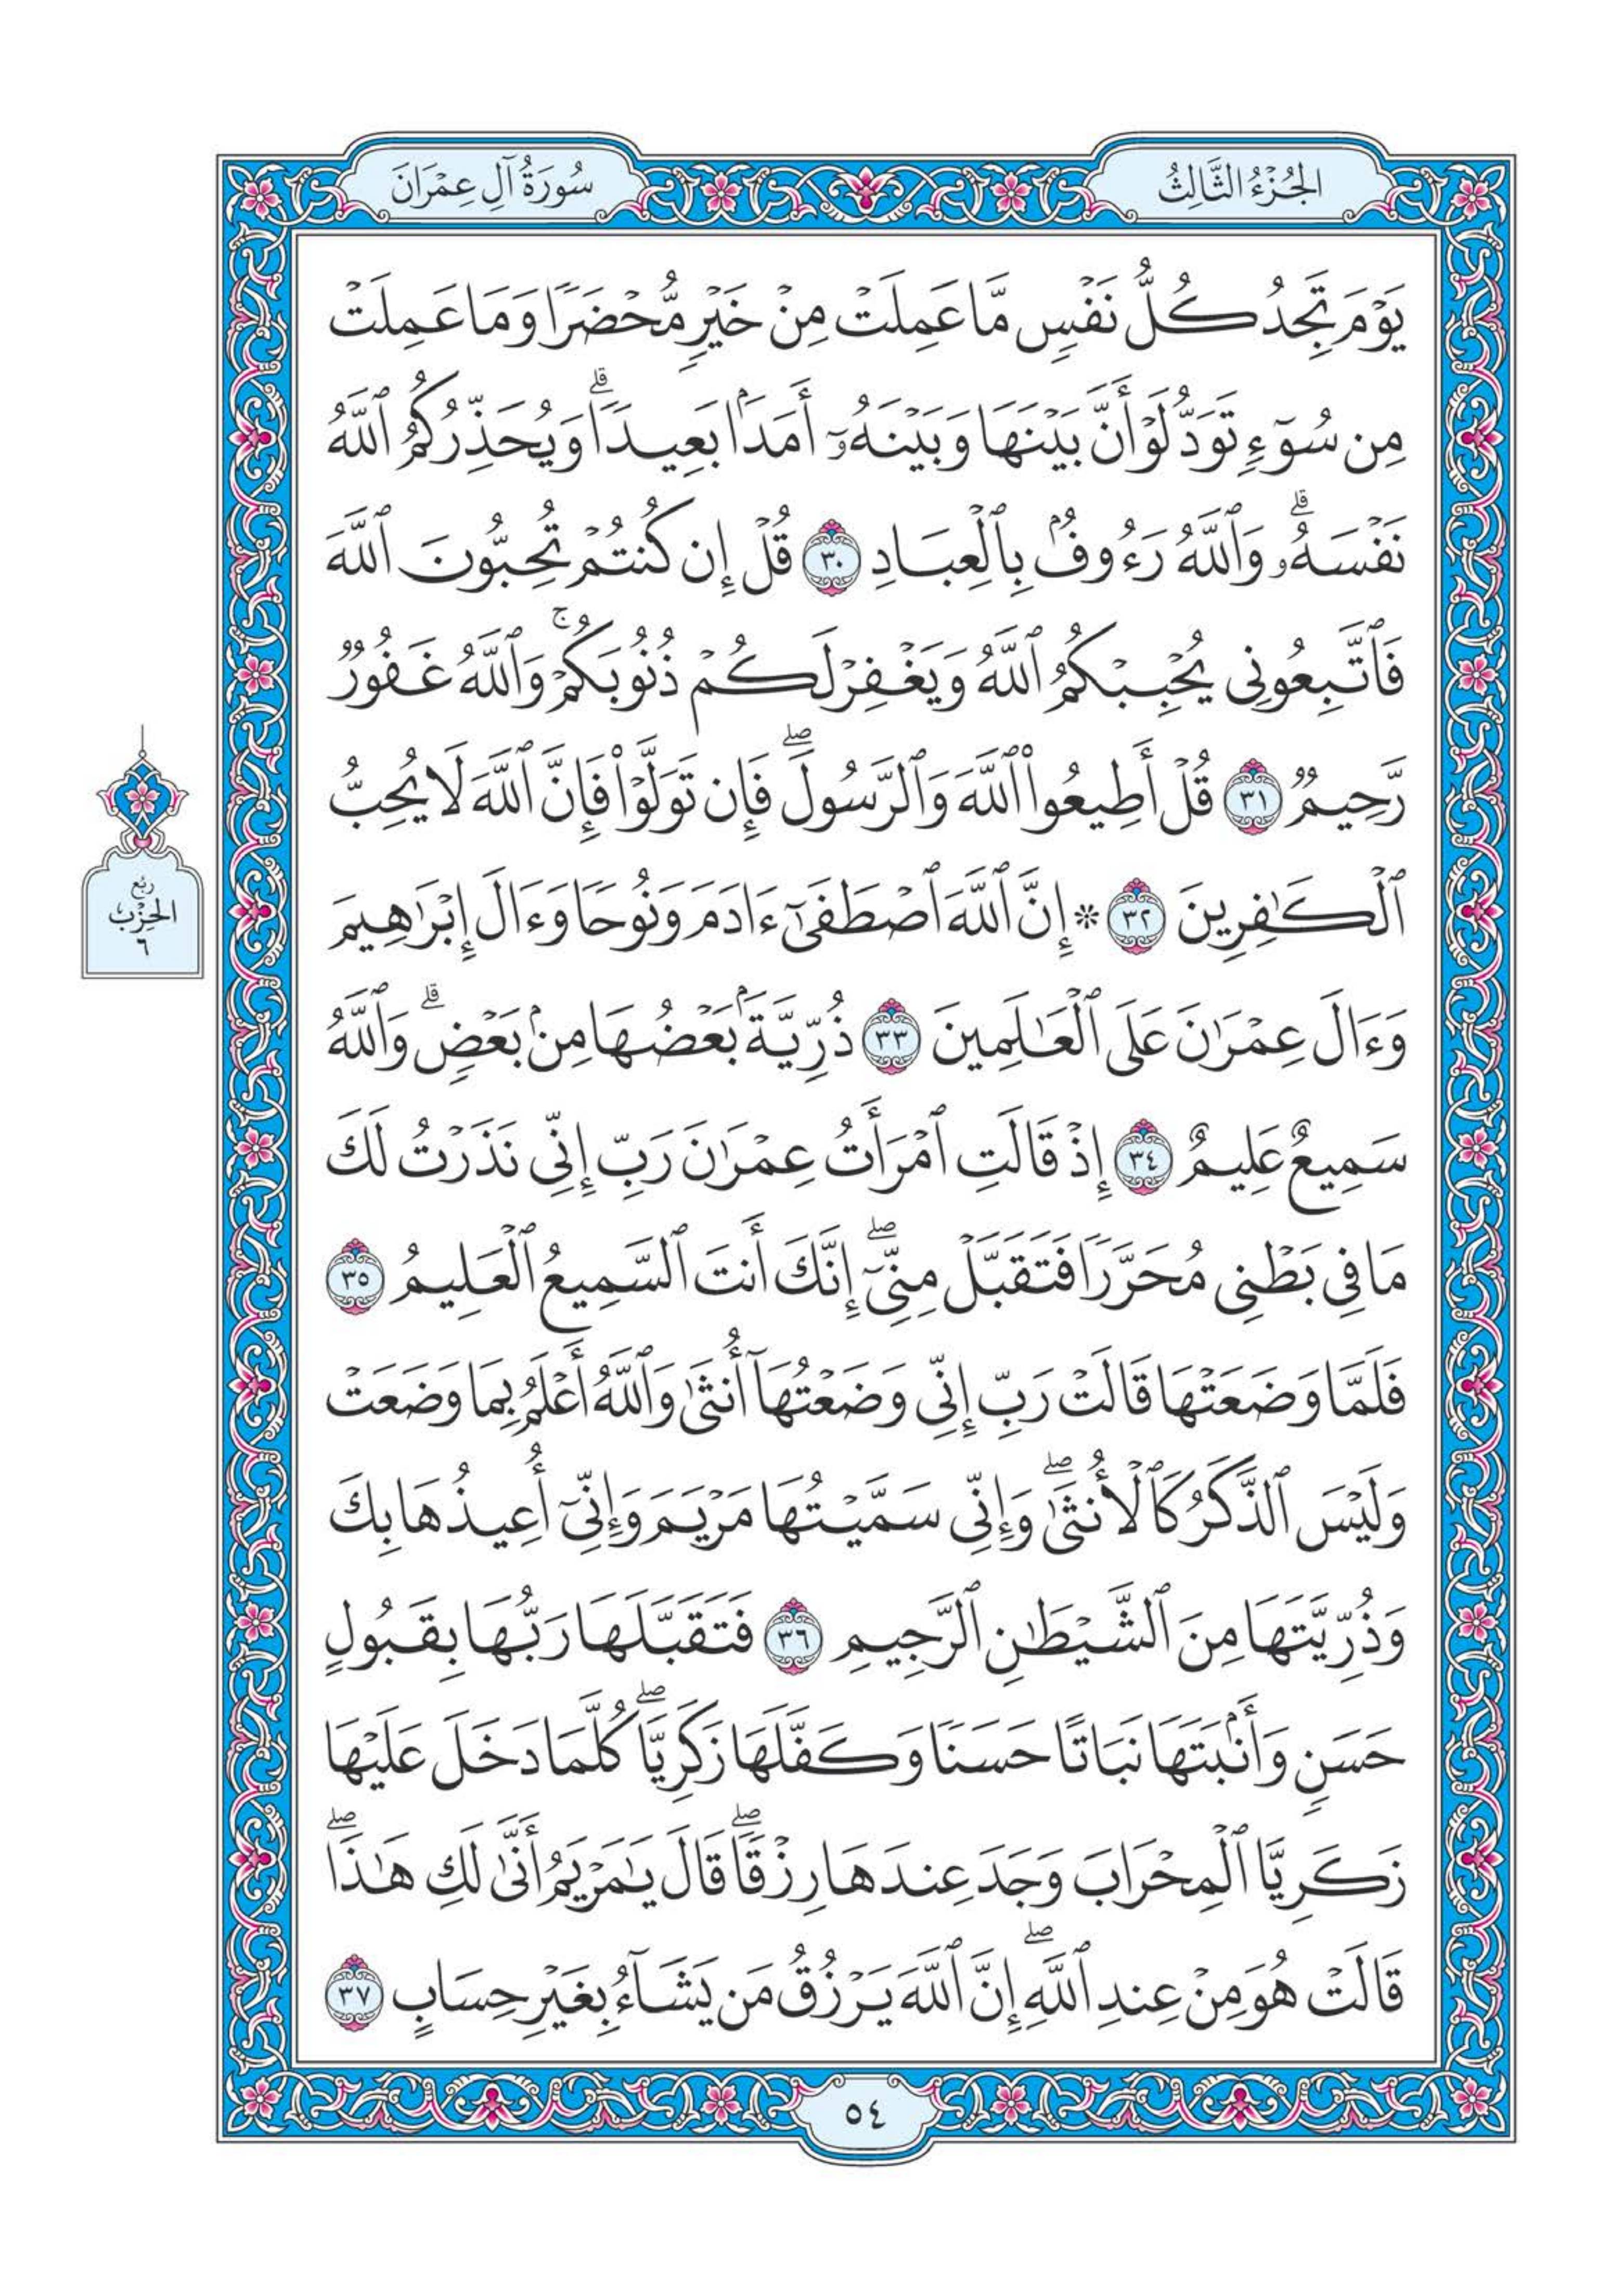 الجُزْءُ الثَّالِثُ
سُورَةُ آلِ عِمْرَانَ
يَوْمَ تَجِدُ كُلُّ نَفْسٖ مَّا عَمِلَتْ مِنْ خَيْرٖ مُّحْضَرٗا وَمَا عَمِلَتْ
مِن سُوٓءٖ تَوَدُّ لَوْ أَنَّ بَيْنَهَا وَبَيْنَهُۥٓ أَمَدَۢا بَعِيدٗاۗ وَيُحَذِّرُكُمُ ٱللَّهُ
نَفْسَهُۥۗ وَٱللَّهُ رَءُوفُۢ بِٱلْعِبَادِ ٣٠ قُلْ إِن كُنتُمْ تُحِبُّونَ ٱللَّهَ
فَٱتَّبِعُونِي يُحْبِبْكُمُ ٱللَّهُ وَيَغْفِرْ لَكُمْ ذُنُوبَكُمْۚ وَٱللَّهُ غَفُورٞ
رَّحِيمٞ ٣١ قُلْ أَطِيعُواْ ٱللَّهَ وَٱلرَّسُولَۖ فَإِن تَوَلَّوْاْ فَإِنَّ ٱللَّهَ لَا يُحِبُّ
ٱلْكَٰفِرِينَ ٣٢ ۞ إِنَّ ٱللَّهَ ٱصْطَفَىٰٓ ءَادَمَ وَنُوحٗا وَءَالَ إِبْرَٰهِيمَ
وَءَالَ عِمْرَٰنَ عَلَى ٱلْعَٰلَمِينَ ٣٣ ذُرِّيَّةَۢ بَعْضُهَا مِنۢ بَعْضٖۗ وَٱللَّهُ
سَمِيعٌ عَلِيمٌ ٣٤ إِذْ قَالَتِ ٱمْرَأَتُ عِمْرَٰنَ رَبِّ إِنِّي نَذَرْتُ لَكَ
مَا فِي بَطْنِي مُحَرَّرٗا فَتَقَبَّلْ مِنِّيٓۖ إِنَّكَ أَنتَ ٱلسَّمِيعُ ٱلْعَلِيمُ ٣٥
فَلَمَّا وَضَعَتْهَا قَالَتْ رَبِّ إِنِّي وَضَعْتُهَآ أُنثَىٰ وَٱللَّهُ أَعْلَمُ بِمَا وَضَعَتْ
وَلَيْسَ ٱلذَّكَرُ كَٱلْأُنثَىٰۖ وَإِنِّي سَمَّيْتُهَا مَرْيَمَ وَإِنِّيٓ أُعِيذُهَا بِكَ
وَذُرِّيَّتَهَا مِنَ ٱلشَّيْطَٰنِ ٱلرَّجِيمِ ٣٦ فَتَقَبَّلَهَا رَبُّهَا بِقَبُولٍ
حَسَنٖ وَأَنۢبَتَهَا نَبَاتًا حَسَنٗا وَكَفَّلَهَا زَكَرِيَّاۖ كُلَّمَا دَخَلَ عَلَيْهَا
زَكَرِيَّا ٱلْمِحْرَابَ وَجَدَ عِندَهَا رِزْقٗاۖ قَالَ يَٰمَرْيَمُ أَنَّىٰ لَكِ هَٰذَاۖ
قَالَتْ هُوَ مِنْ عِندِ ٱللَّهِۖ إِنَّ ٱللَّهَ يَرْزُقُ مَن يَشَآءُ بِغَيْرِ حِسَابٍ ٣٧
رُبْع
الحِزْب
٦
٥٤